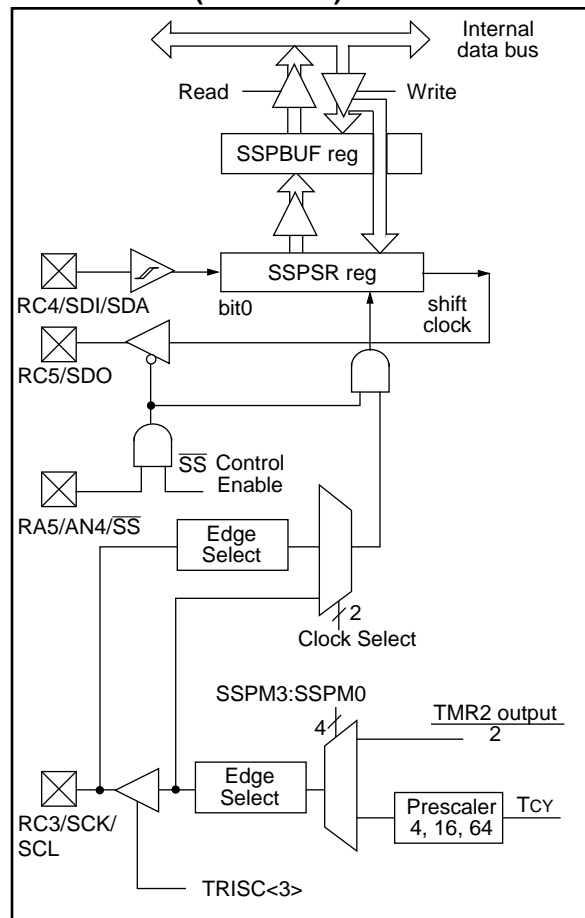 Internal
data bus
Read
Write
SSPBUF reg
SSPSR reg
RC4/SDI/SDA
bit0
shift
clock
RC5/SDO
S̅S̅ Control
Enable
RA5/AN4/S̅S̅
Edge
Select
2
Clock Select
SSPM3:SSPM0
4
TMR2 output
2
Edge
Select
Prescaler
4, 16, 64
TCY
RC3/SCK/
SCL
TRISC<3>